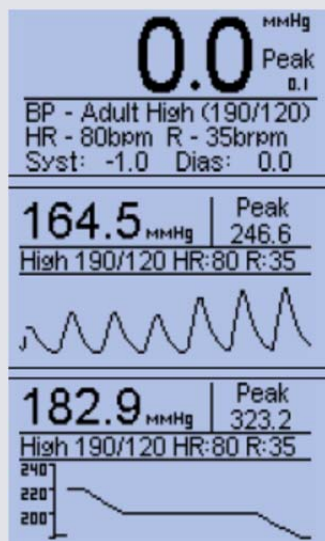 0.0 MMHg
Peak
0.1
BP - Adult High (190/120)
HR - 80bpm R - 35brpm
Syst: -1.0 Dias: 0.0
164.5 MMHg Peak
246.6
High 190/120 HR:80 R:35
182.9 MMHg Peak
323.2
High 190/120 HR:80 R:35
240
220
200